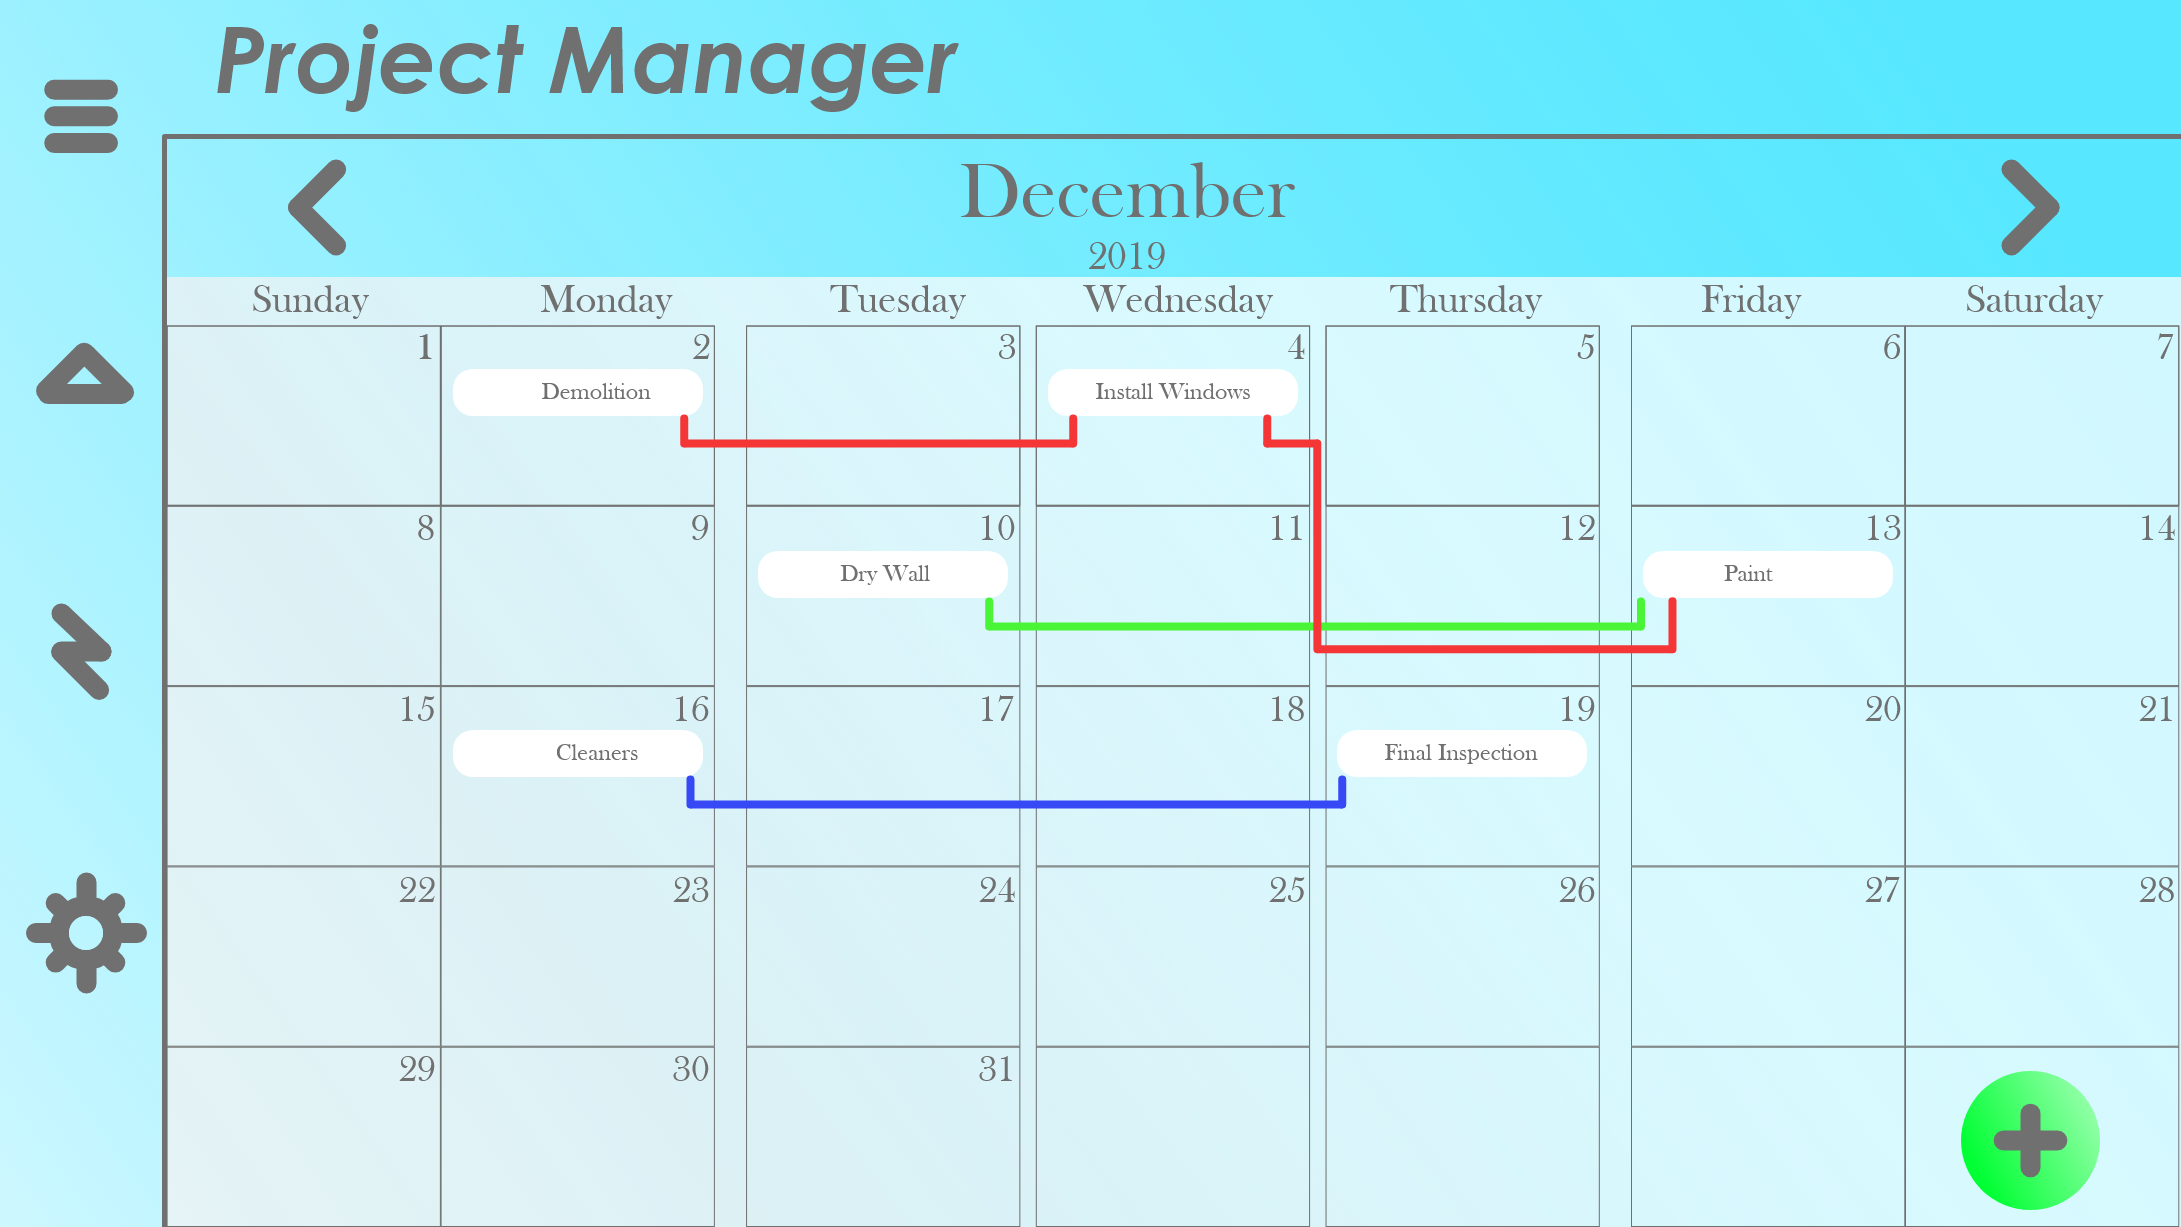 Project Manager
December
2019
Sunday Monday Tuesday Wednesday Thursday Friday Saturday
1 2 3 4 5 6 7
Demolition Install Windows
8 9 10 11 12 13 14
Dry Wall Paint
15 16 17 18 19 20 21
Cleaners Final Inspection
22 23 24 25 26 27 28
29 30 31